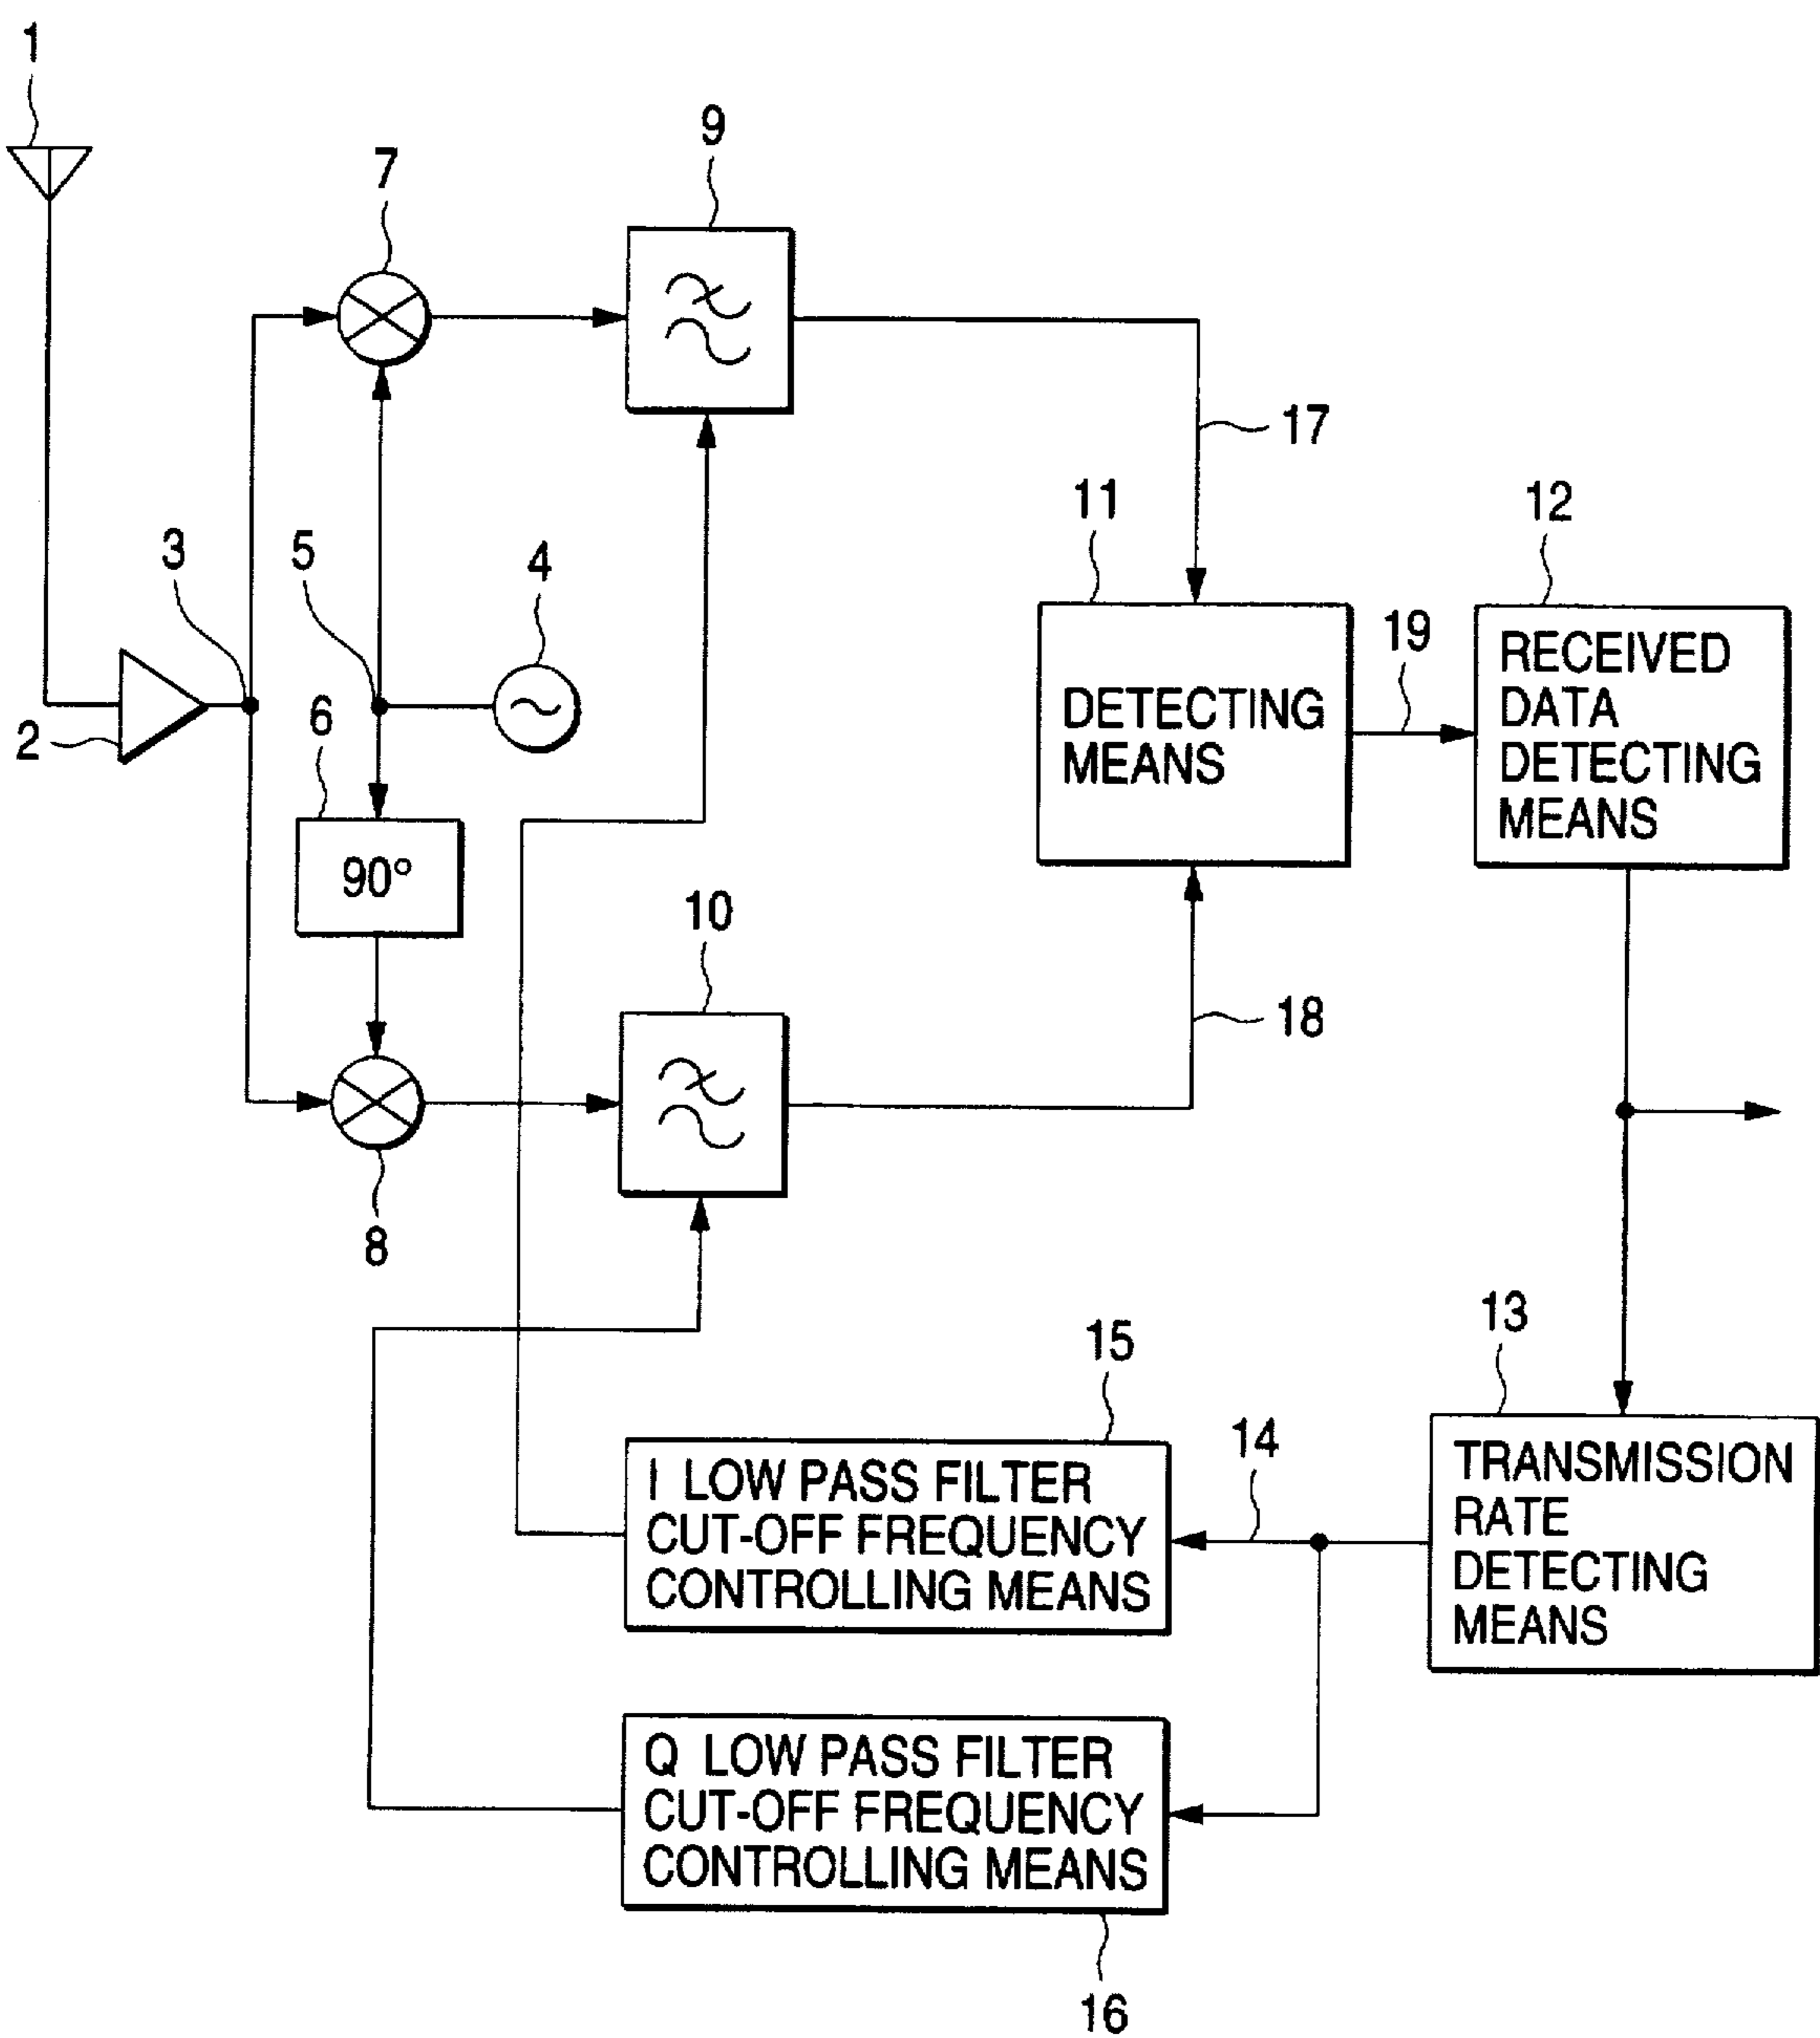 1
9
7
17
11
12
3
5
4
19
RECEIVED
DATA
DETECTING
MEANS
2
6
DETECTING
MEANS
90°
10
18
8
13
15
14
I LOW PASS FILTER
CUT-OFF FREQUENCY
CONTROLLING MEANS
TRANSMISSION
RATE
DETECTING
MEANS
Q LOW PASS FILTER
CUT-OFF FREQUENCY
CONTROLLING MEANS
16